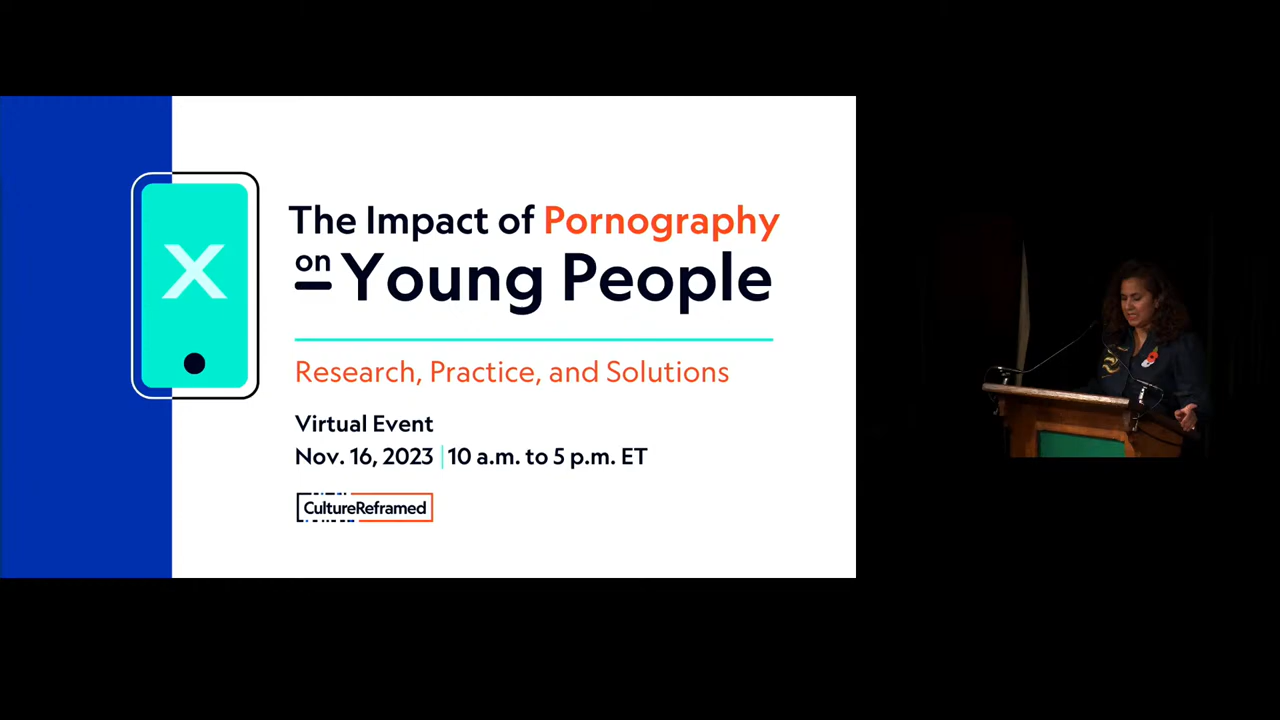 X
The Impact of Pornography
on Young People
Research, Practice, and Solutions
Virtual Event
Nov. 16, 2023 | 10 a.m. to 5 p.m. ET
CultureReframed